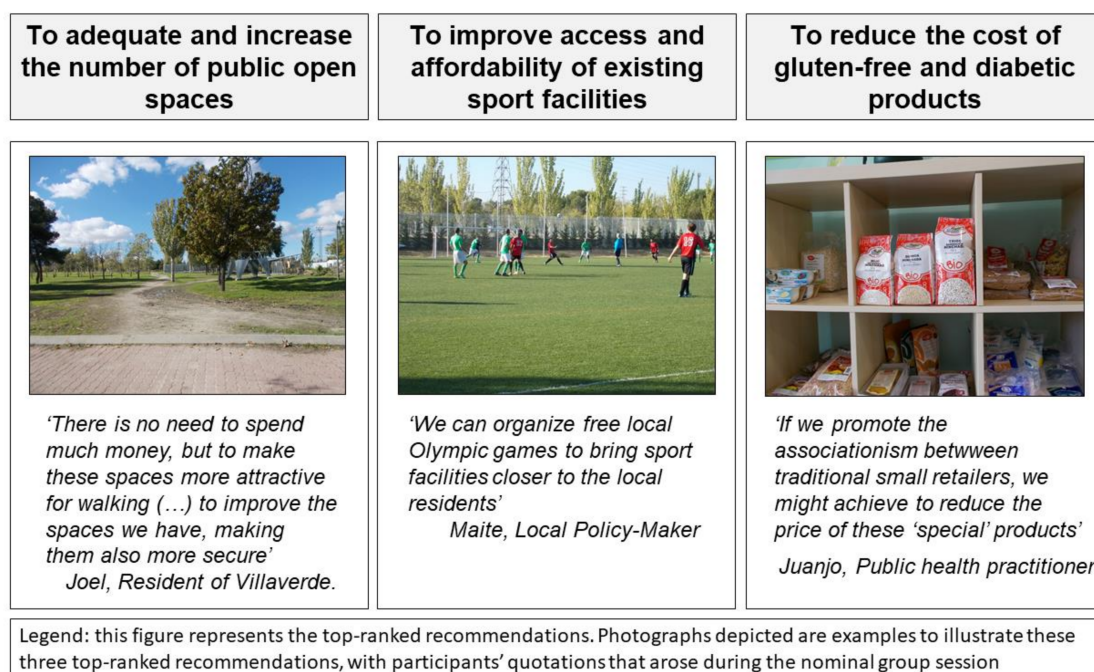 To adequate and increase
the number of public open
spaces
To improve access and
affordability of existing
sport facilities
To reduce the cost of
gluten-free and diabetic
products
15
BiO
BiO
BiO
‘There is no need to spend
much money, but to make
these spaces more attractive
for walking (…) to improve the
spaces we have, making
them also more secure’
Joel, Resident of Villaverde.
‘We can organize free local
Olympic games to bring sport
facilities closer to the local
residents’
Maite, Local Policy-Maker
‘If we promote the
associationism betwween
traditional small retailers, we
might achieve to reduce the
price of these ‘special’ products’
Juanjo, Public health practitioner
Legend: this figure represents the top-ranked recommendations. Photographs depicted are examples to illustrate these
three top-ranked recommendations, with participants’ quotations that arose during the nominal group session